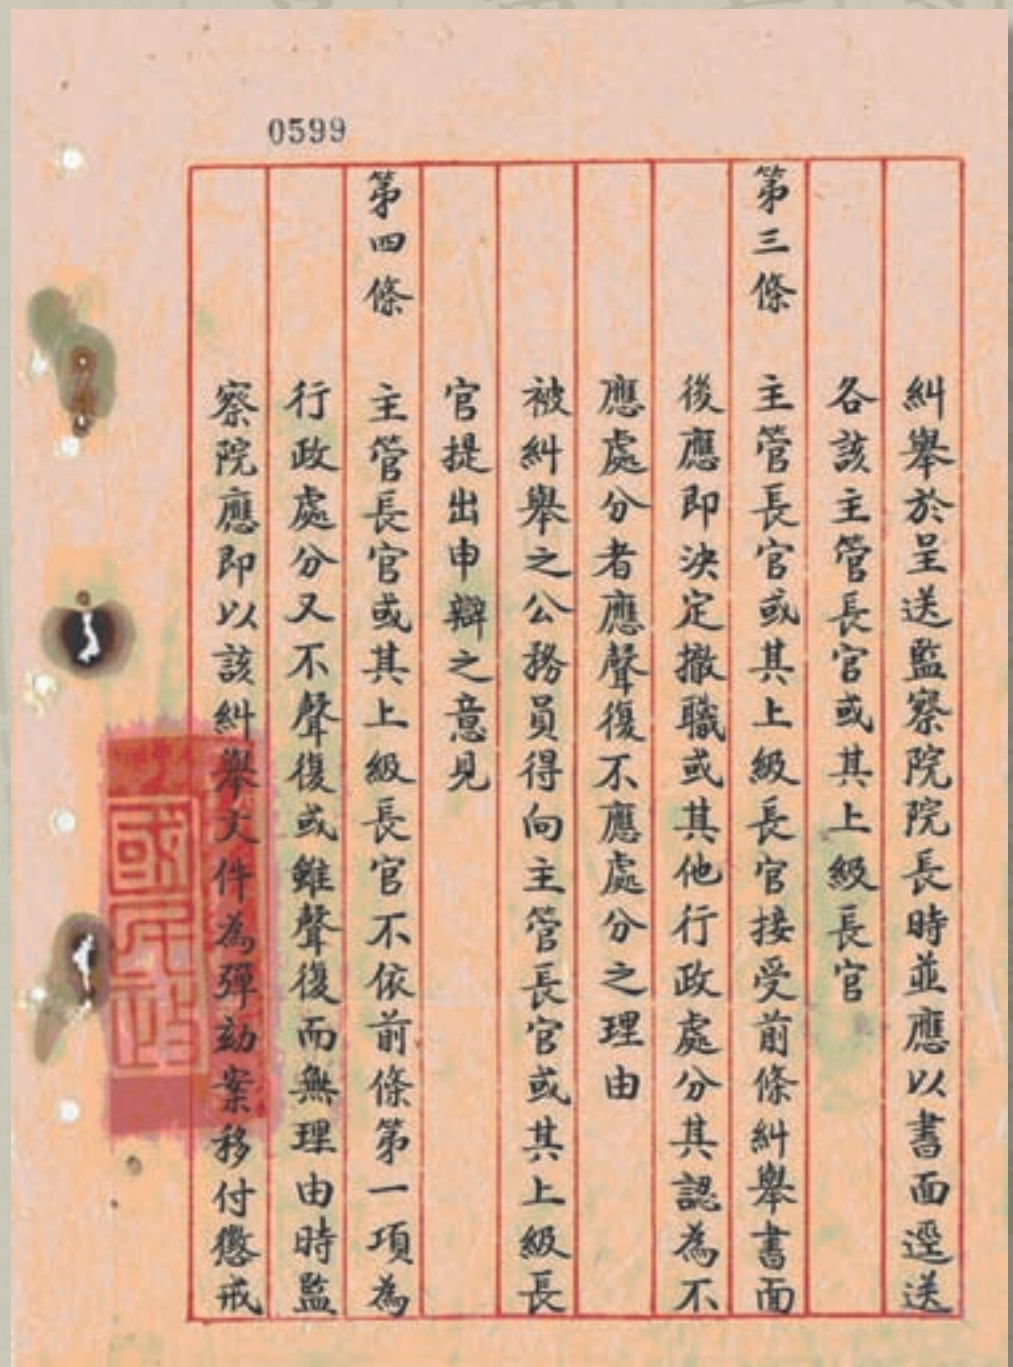 0599
糾舉於呈送監察院院長時並應以書面逕送
各該主管長官或其上級長官
第三條 主管長官或其上級長官接受前條糾舉書面
後應即決定撤職或其他行政處分其認為不
應處分者應聲復不應處分之理由
被糾舉之公務員得向主管長官或其上級長
官提出申辯之意見
第四條 主管長官或其上級長官不依前條第一項為
行政處分又不聲復或雖聲復而無理由時監
察院應即以該糾舉文件為彈劾案移付懲戒